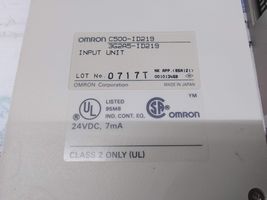 OMRON C500-ID219
3G2A5-ID219
INPUT UNIT
LOT No. 0717T
OMRON Corporation MADE IN JAPAN
LISTED
95M8
IND. CONT. EQ. OMRON
TM
24VDC, 7mA
CLASS 2 ONLY (UL)